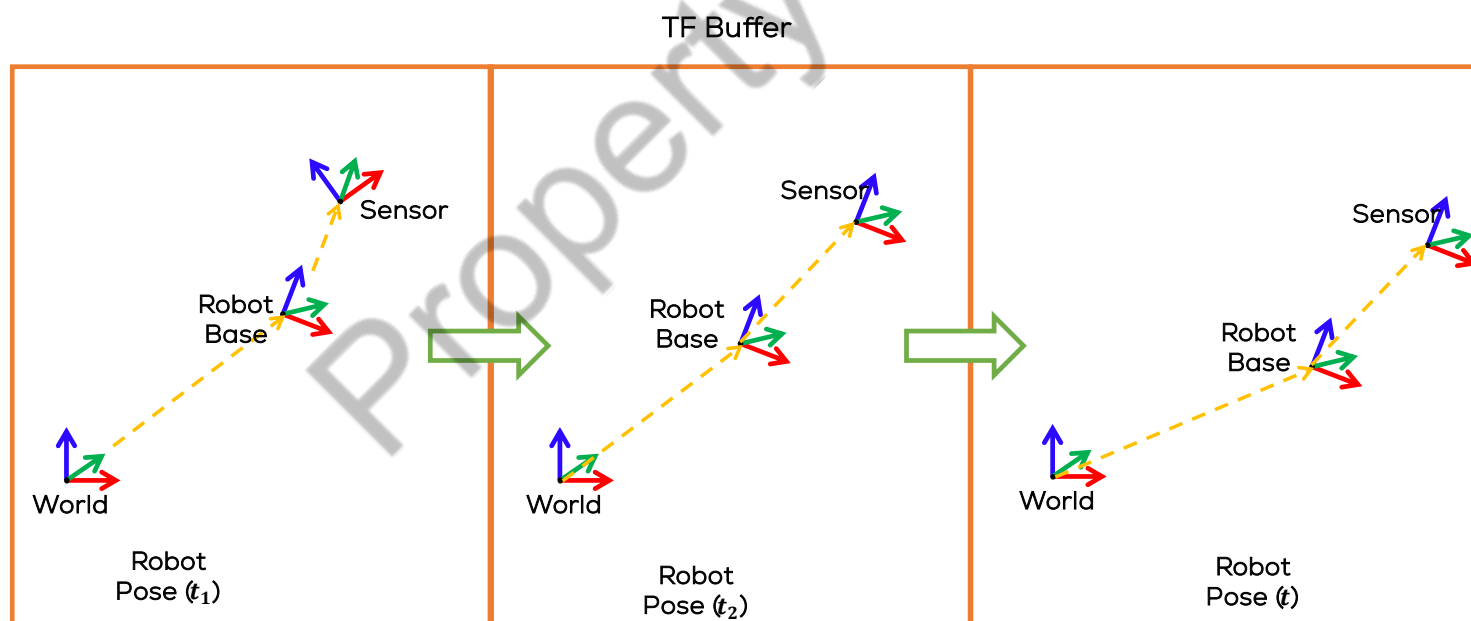 TF Buffer
Property
Sensor
Robot
Base
World
Robot
Pose (t₁)
Sensor
Robot
Base
World
Robot
Pose (t₂)
Sensor
Robot
Base
World
Robot
Pose (t)